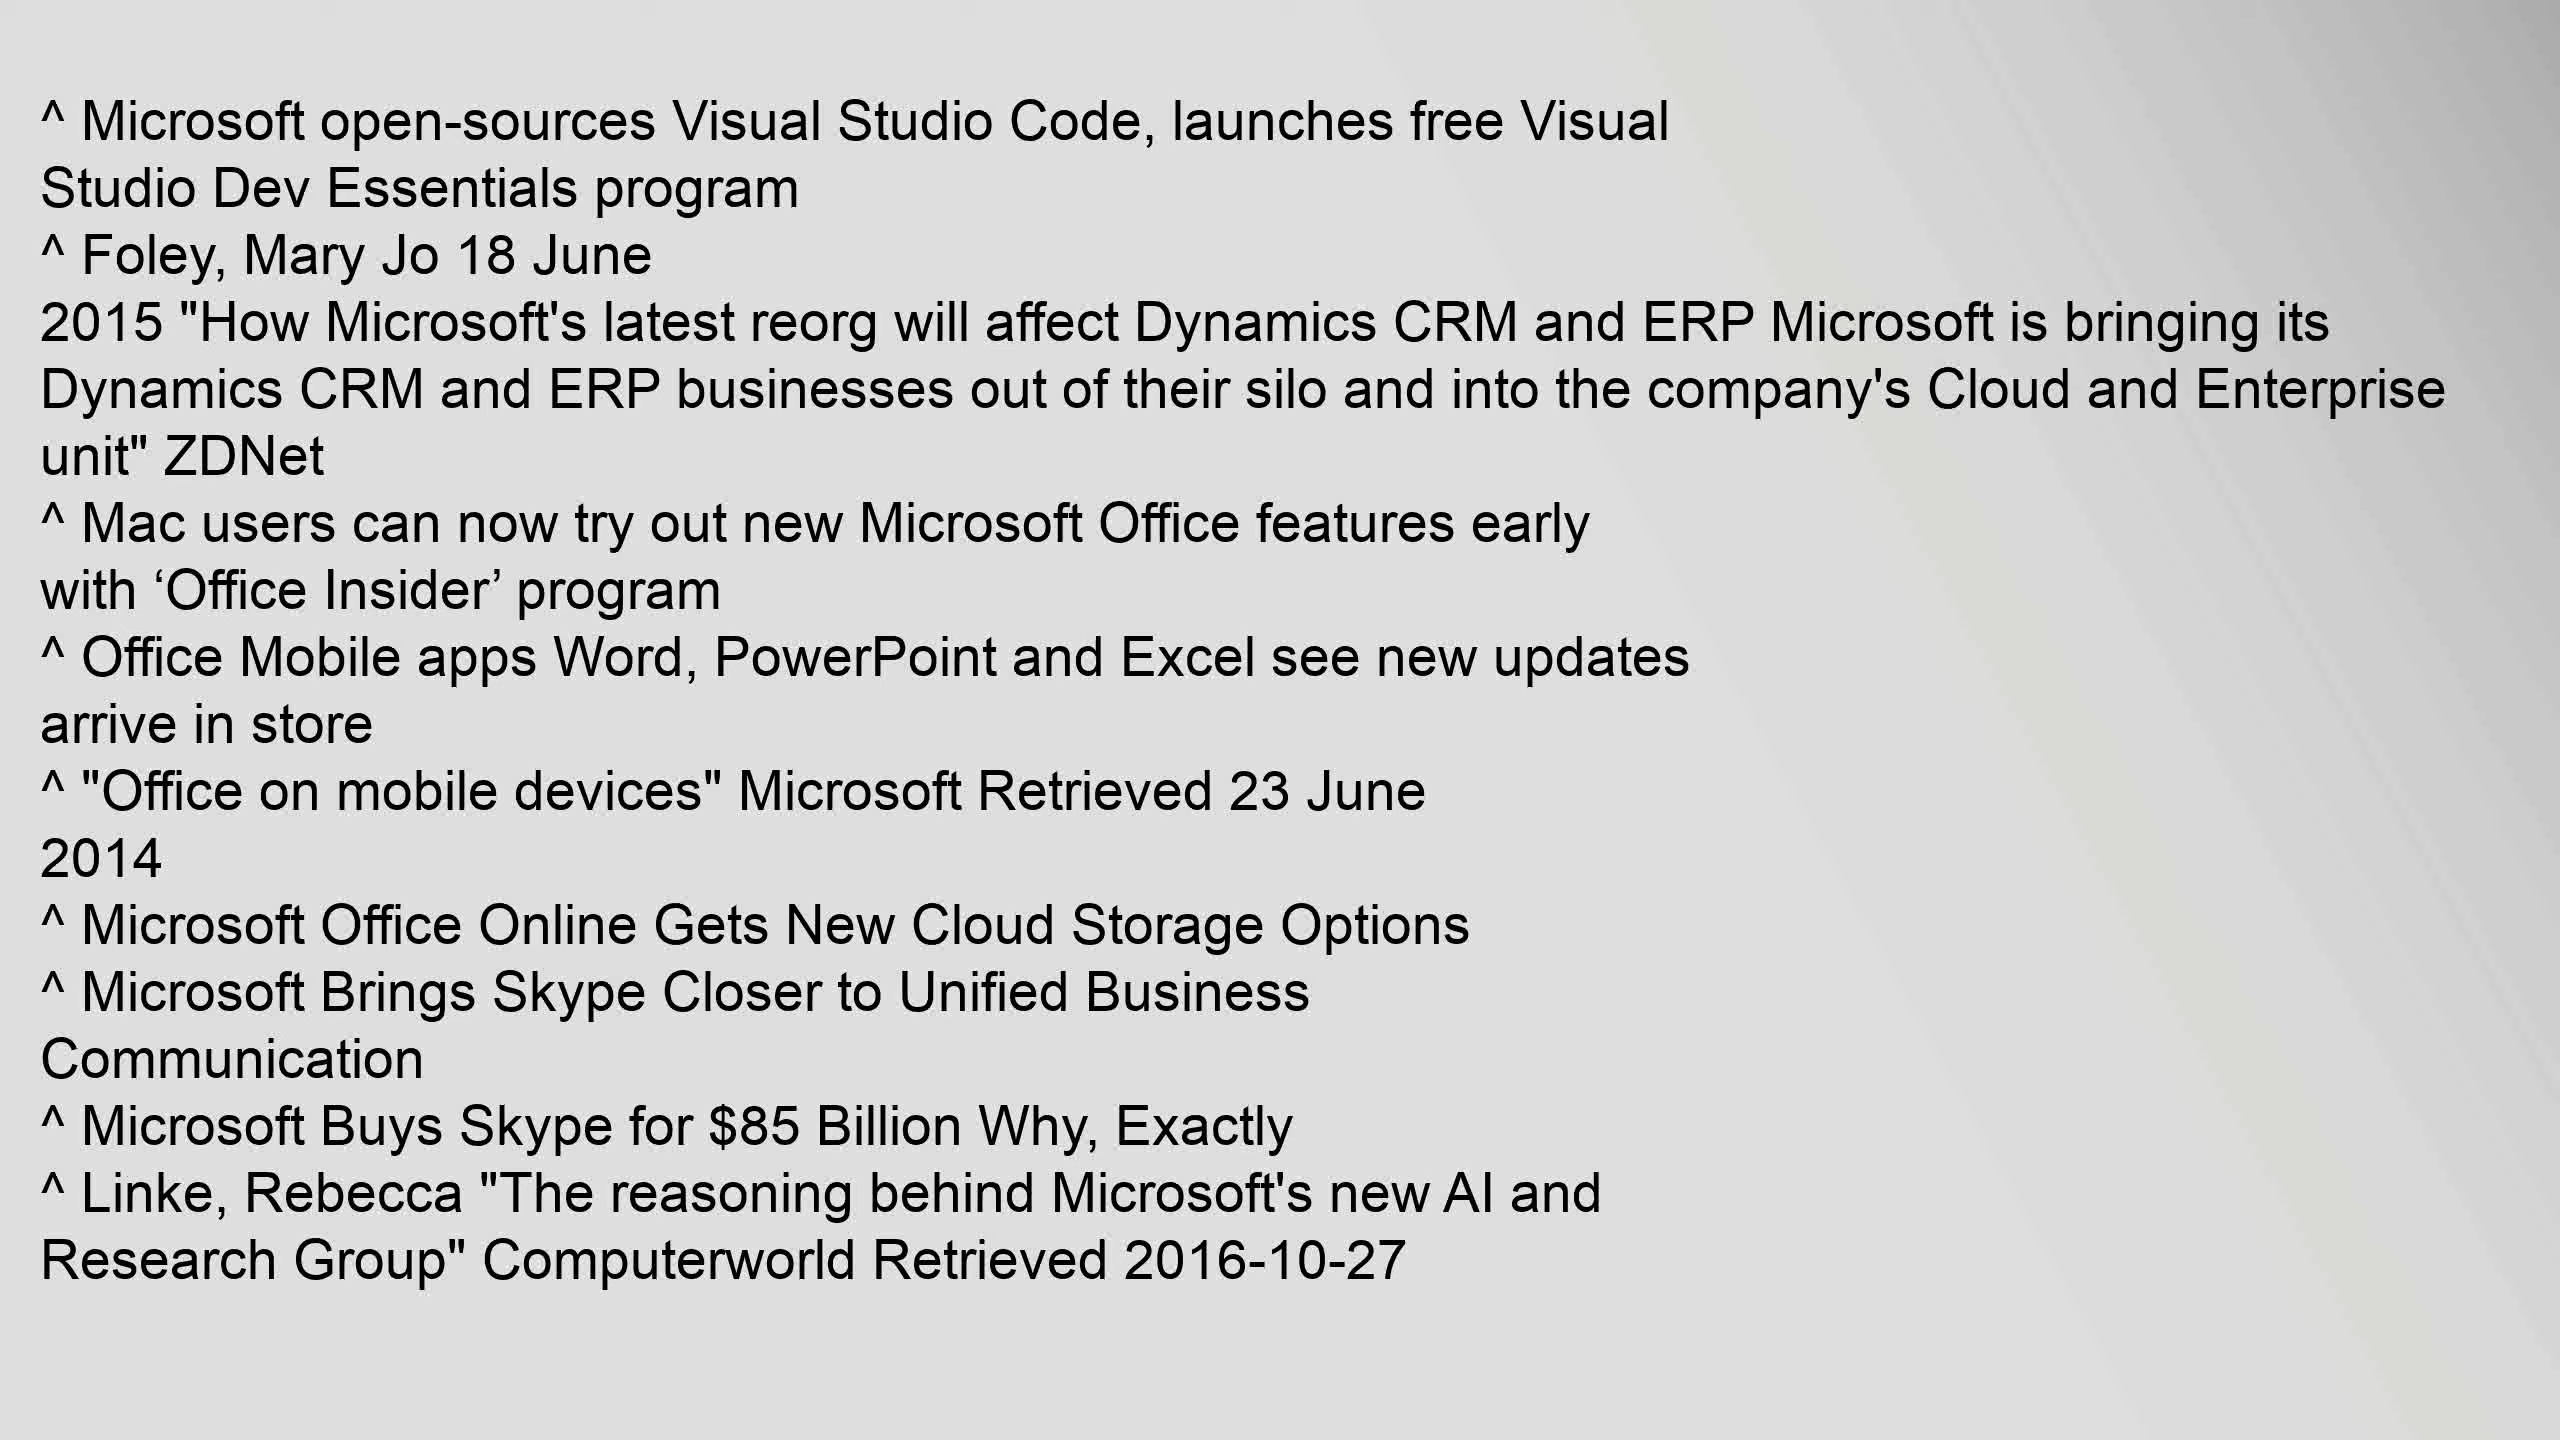 ^ Microsoft open-sources Visual Studio Code, launches free Visual
Studio Dev Essentials program
^ Foley, Mary Jo 18 June
2015 "How Microsoft's latest reorg will affect Dynamics CRM and ERP Microsoft is bringing its
Dynamics CRM and ERP businesses out of their silo and into the company's Cloud and Enterprise
unit" ZDNet
^ Mac users can now try out new Microsoft Office features early
with ‘Office Insider’ program
^ Office Mobile apps Word, PowerPoint and Excel see new updates
arrive in store
^ "Office on mobile devices" Microsoft Retrieved 23 June
2014
^ Microsoft Office Online Gets New Cloud Storage Options
^ Microsoft Brings Skype Closer to Unified Business
Communication
^ Microsoft Buys Skype for $85 Billion Why, Exactly
^ Linke, Rebecca "The reasoning behind Microsoft's new AI and
Research Group" Computerworld Retrieved 2016-10-27